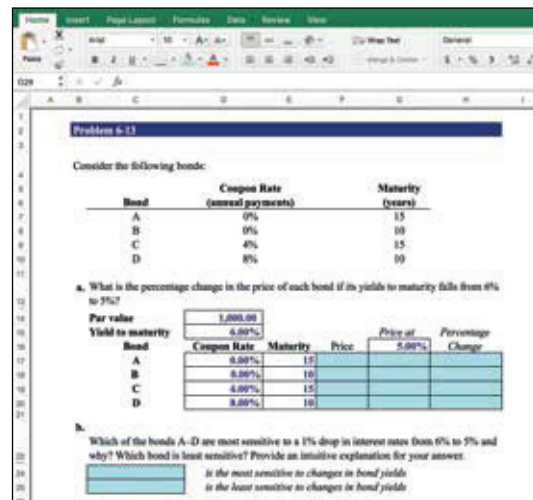 Home Insert Page Layout Formulas Data Review View
Arial 10 A A Wrap Text General
Paste B I U A Merge & Center $ % )
G29 fx
A B C D E F G H I
Problem 6-13
Consider the following bonds:
Coupon Rate Maturity
Bond (annual payments) (years)
A 0% 15
B 0% 10
C 4% 15
D 8% 10
a. What is the percentage change in the price of each bond if its yields to maturity falls from 6%
to 5%?
Par value 1,000.00
Yield to maturity 6.00% Price at Percentage
Bond Coupon Rate Maturity Price 5.00% Change
A 0.00% 15
B 0.00% 10
C 4.00% 15
D 8.00% 10
b.
Which of the bonds A-D are most sensitive to a 1% drop in interest rates from 6% to 5% and
why? Which bond is least sensitive? Provide an intuitive explanation for your answer.
is the most sensitive to changes in bond yields
is the least sensitive to changes in bond yields